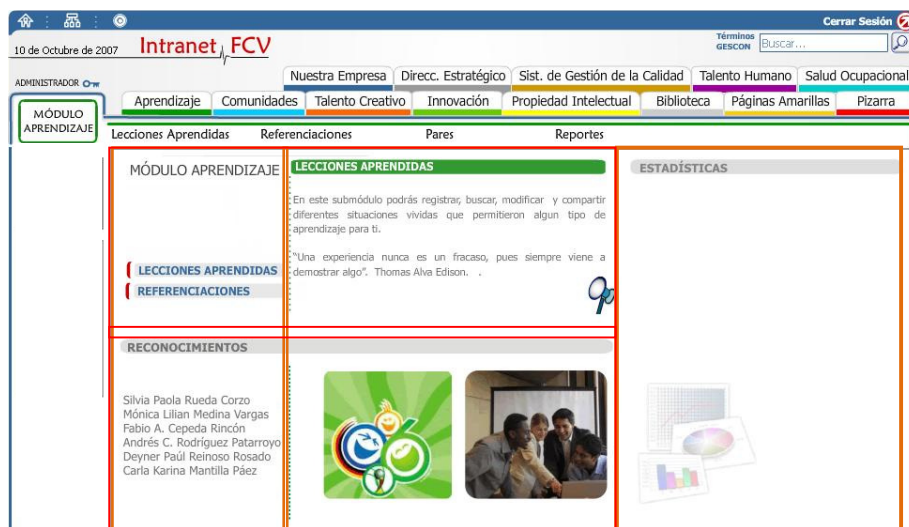 Cerrar Sesión
10 de Octubre de 2007
Intranet FCV
Términos
GESCON
Buscar...
ADMINISTRADOR
Nuestra Empresa Direcc. Estratégico Sist. de Gestión de la Calidad Talento Humano Salud Ocupacional
Aprendizaje Comunidades Talento Creativo Innovación Propiedad Intelectual Biblioteca Páginas Amarillas Pizarra
MÓDULO
APRENDIZAJE
Lecciones Aprendidas Referenciaciones Pares Reportes
MÓDULO APRENDIZAJE
LECCIONES APRENDIDAS
REFERENCIACIONES
LECCIONES APRENDIDAS
En este submódulo podrás registrar, buscar, modificar y compartir
diferentes situaciones vividas que permitieron algun tipo de
aprendizaje para ti.
"Una experiencia nunca es un fracaso, pues siempre viene a
demostrar algo". Thomas Alva Edison. .
ESTADÍSTICAS
RECONOCIMIENTOS
Silvia Paola Rueda Corzo
Mónica Lilian Medina Vargas
Fabio A. Cepeda Rincón
Andrés C. Rodríguez Patarroyo
Deyner Paúl Reinoso Rosado
Carla Karina Mantilla Páez